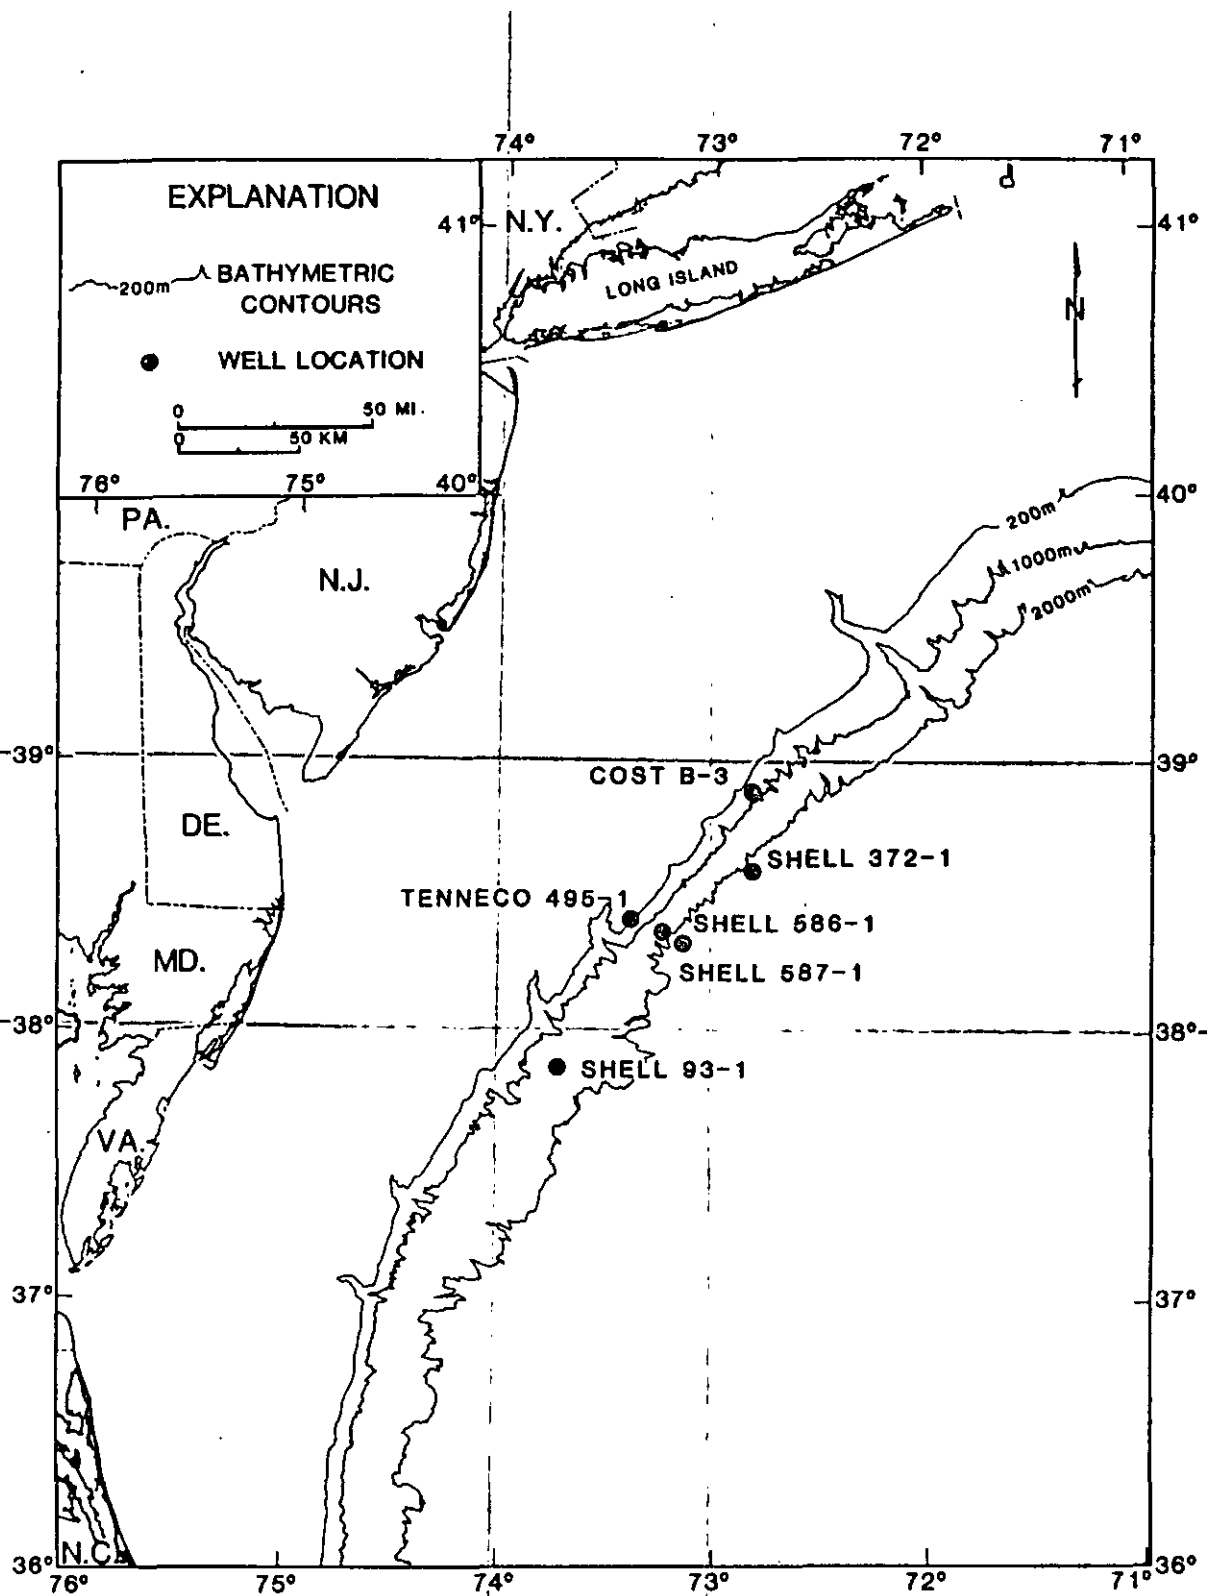 74° 73° 72° 71°
EXPLANATION
200m BATHYMETRIC
CONTOURS
WELL LOCATION
0 50 MI.
0 50 KM
76° 75° 40°
41° N.Y. 41°
LONG ISLAND
N
PA.
N.J.
40°
200m
1000m
2000m
39° 39°
COST B-3
DE.
SHELL 372-1
TENNECO 495-1
SHELL 586-1
MD.
SHELL 587-1
38° 38°
SHELL 93-1
VA.
37° 37°
N.C.
36° 36°
76° 75° 74° 73° 72° 71°